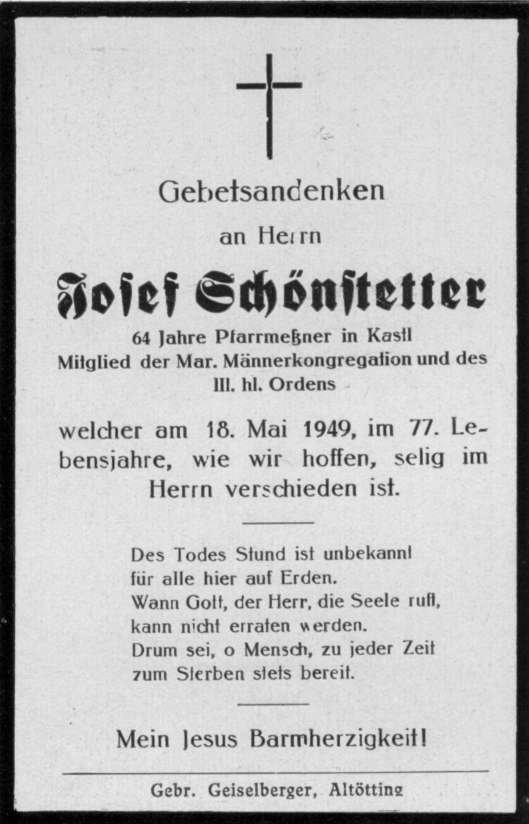 Gebetsandenken
an Herrn
Josef Schönstetter
64 Jahre Pfarrmeßner in Kastl
Mitglied der Mar. Männerkongregation und des
III. hl. Ordens
welcher am 18. Mai 1949, im 77. Le-
bensjahre, wie wir hoffen, selig im
Herrn verschieden ist.
Des Todes Stund ist unbekannt
für alle hier auf Erden.
Wann Gott, der Herr, die Seele ruft,
kann nicht erraten werden.
Drum sei, o Mensch, zu jeder Zeit
zum Sterben stets bereit.
Mein Jesus Barmherzigkeit!
Gebr. Geiselberger, Altötting